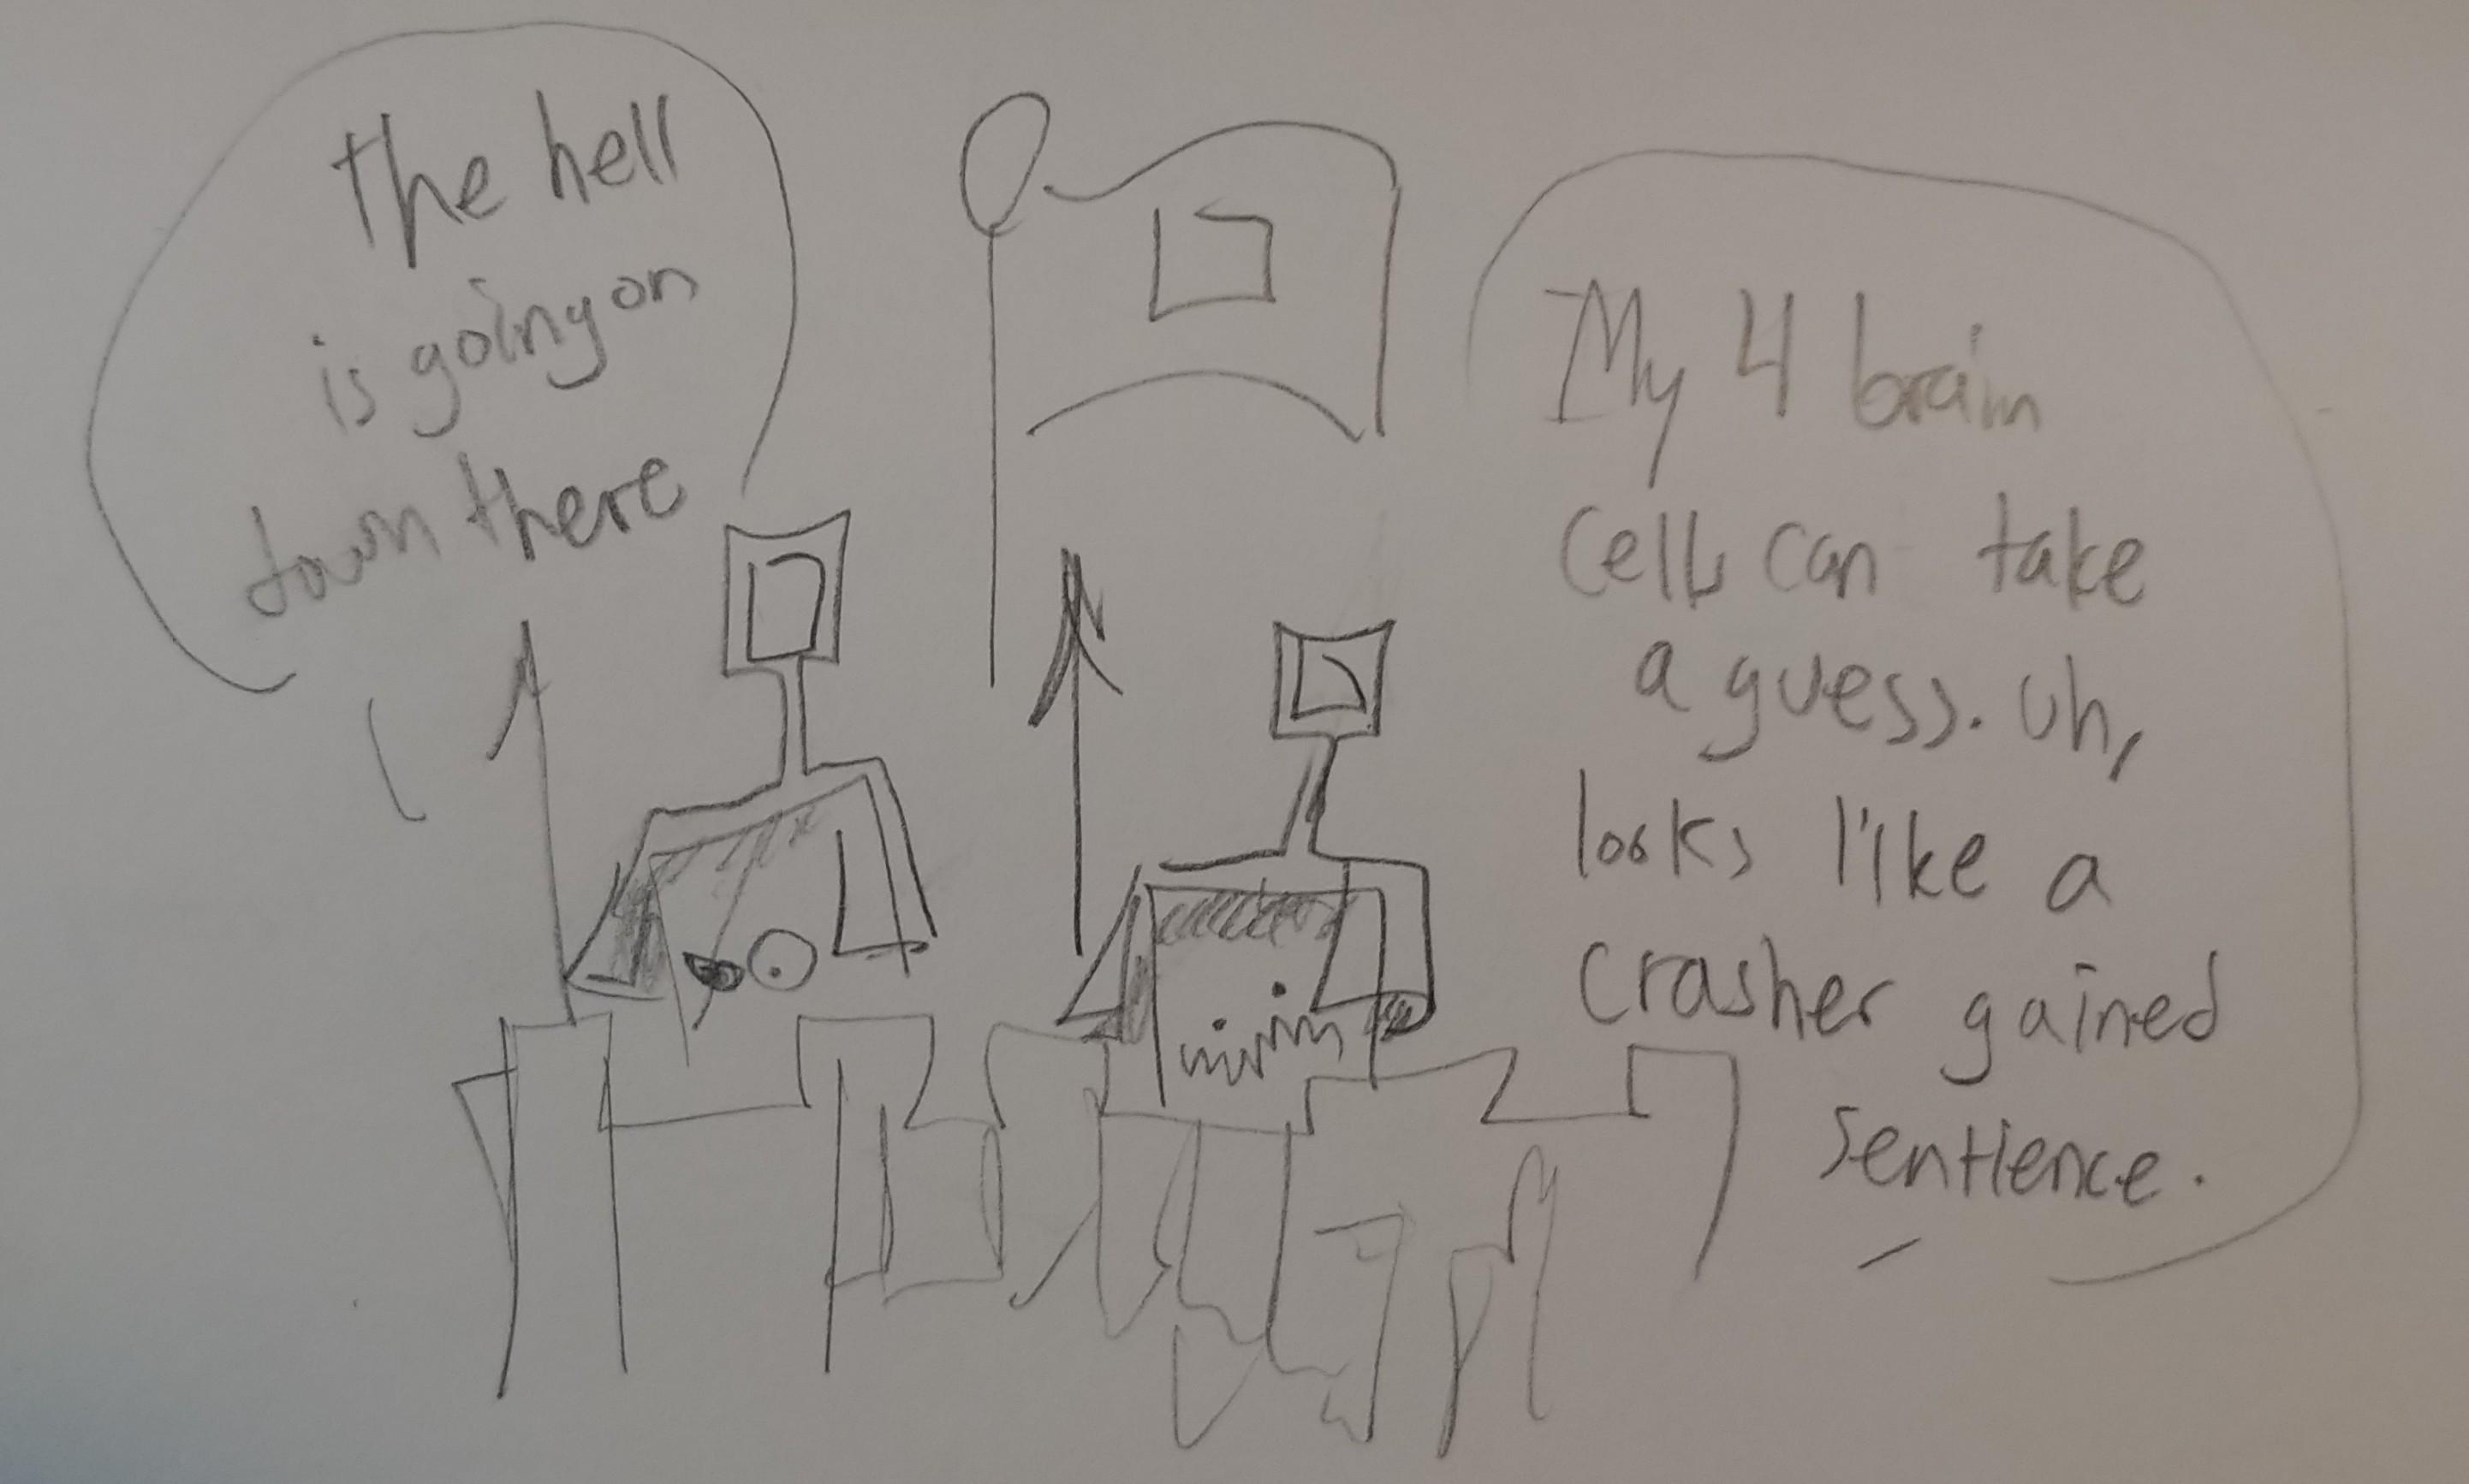 the hell
is going on
down there
My 4 brain
cells can take
a guess. uh,
looks like a
crasher gained
sentience.